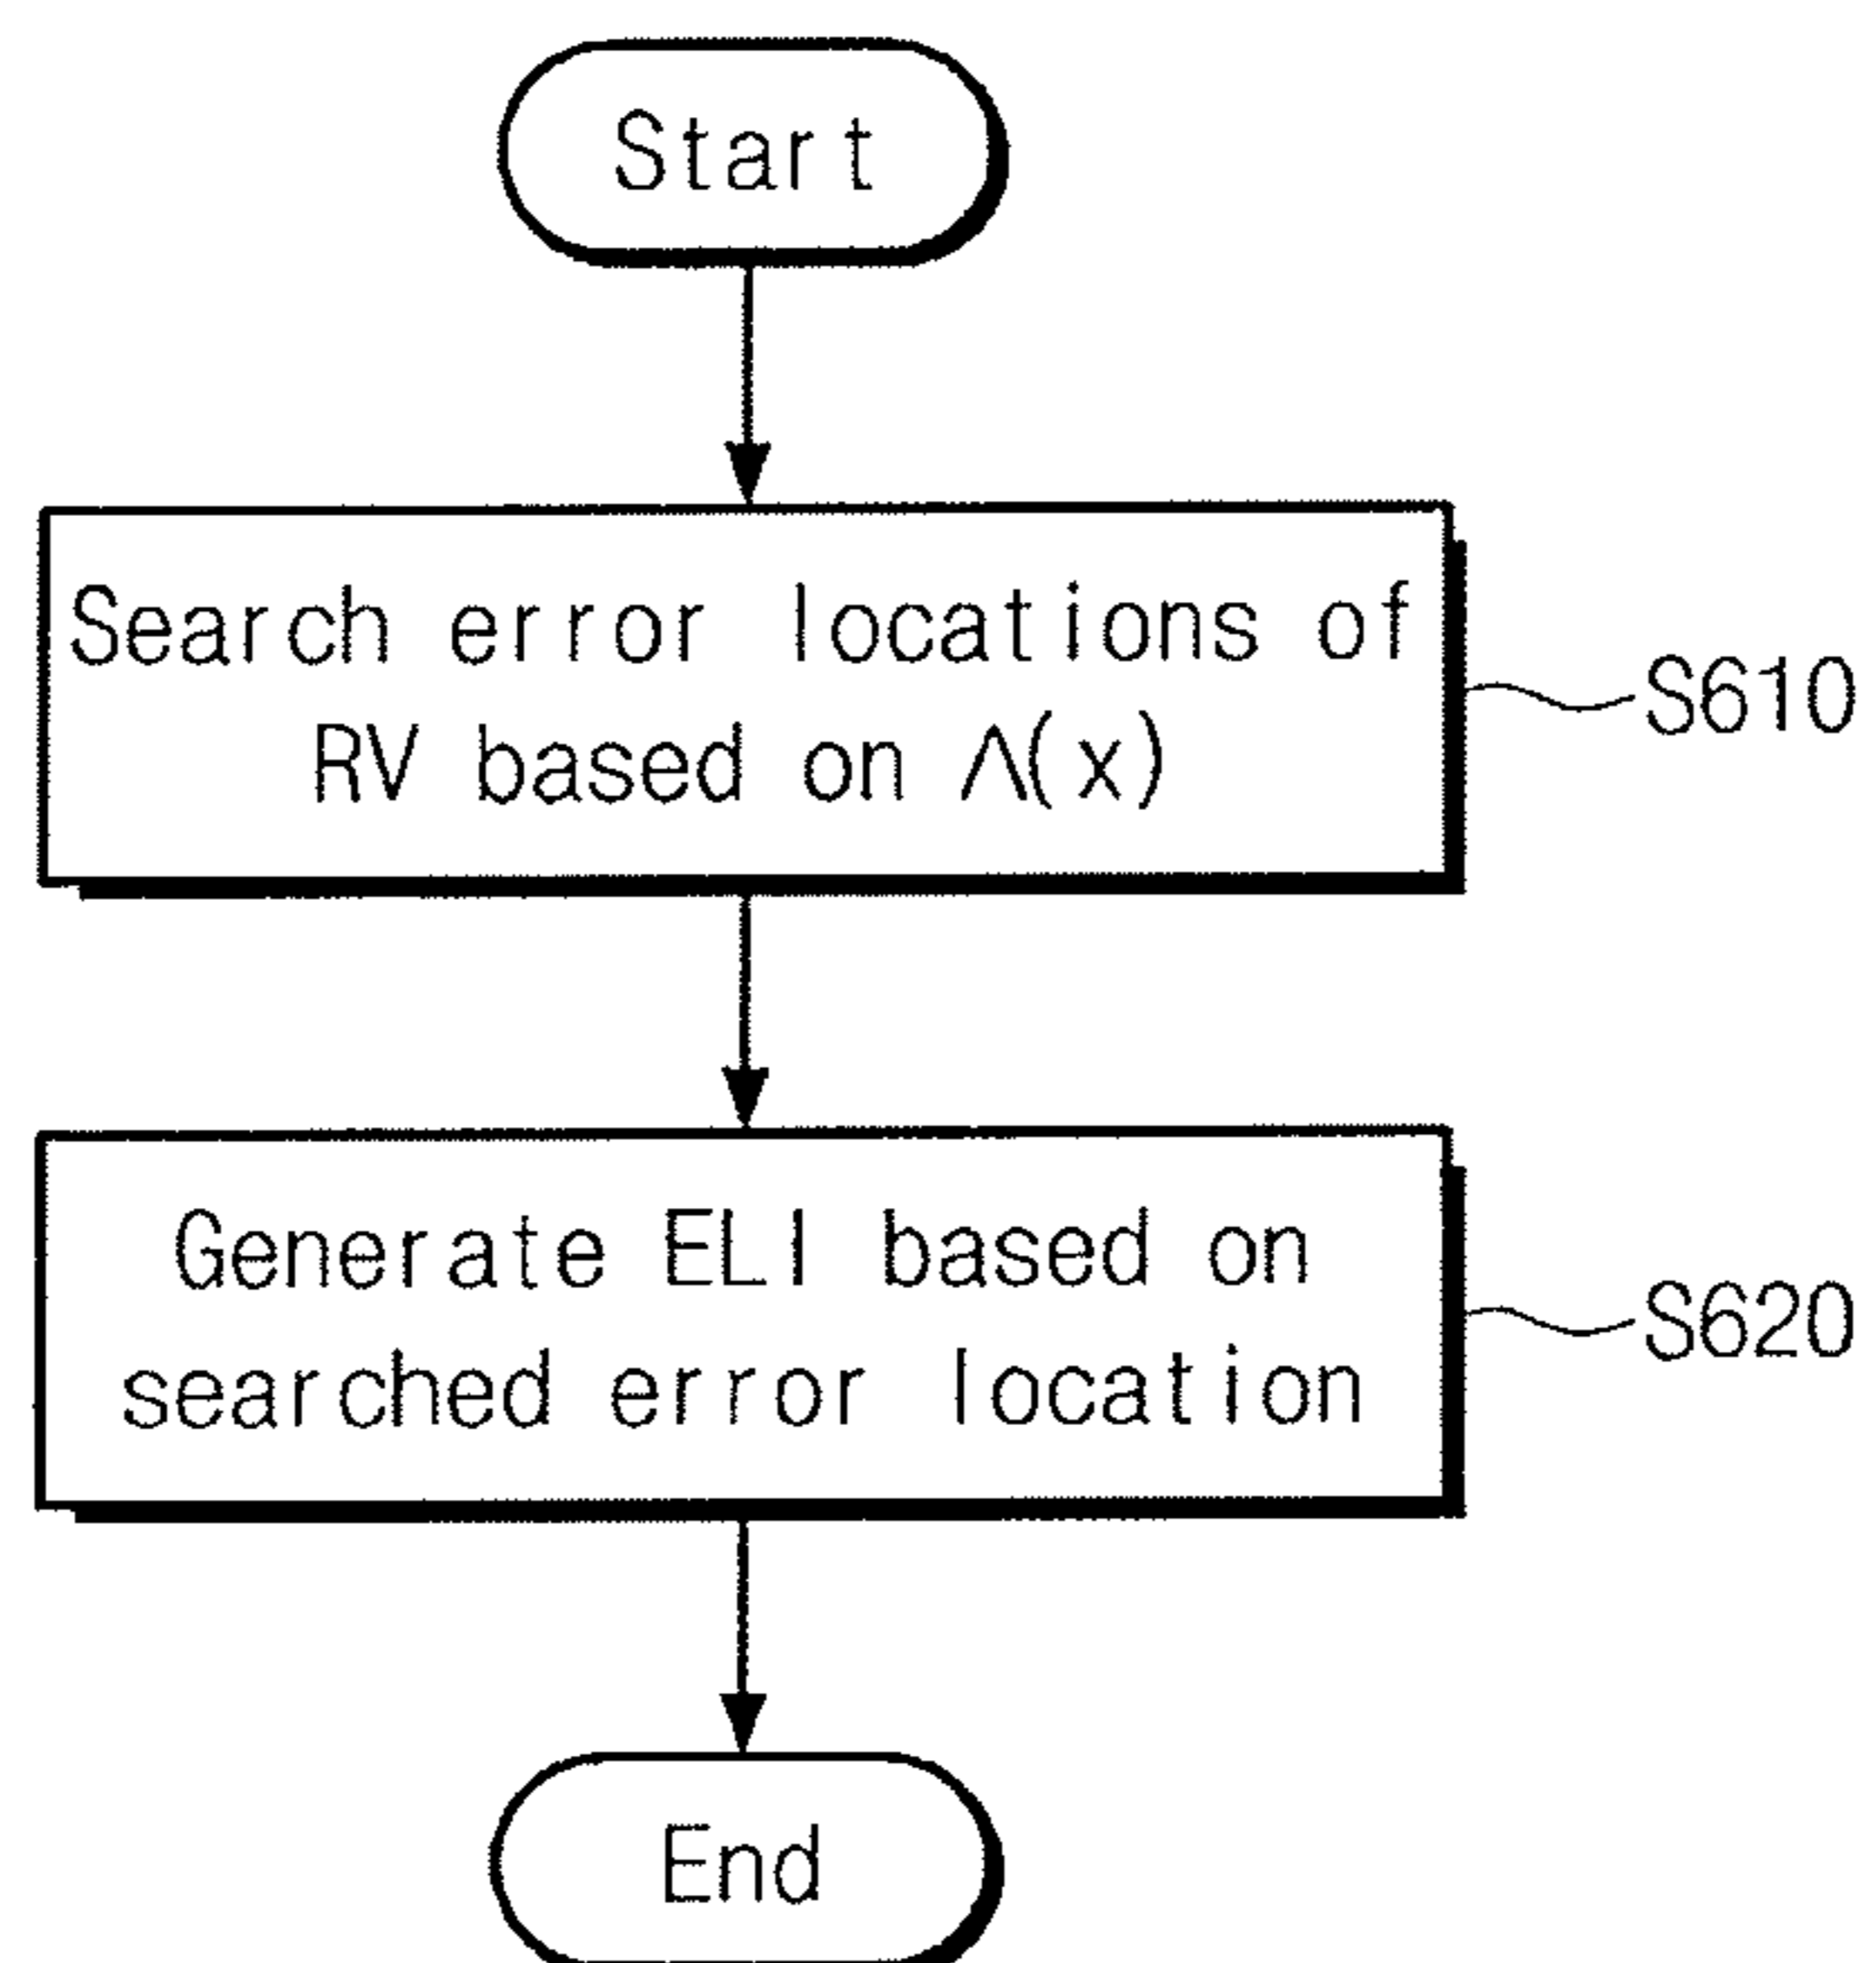 Start
Search error locations of
RV based on Λ(x)
S610
Generate ELI based on
searched error location
S620
End